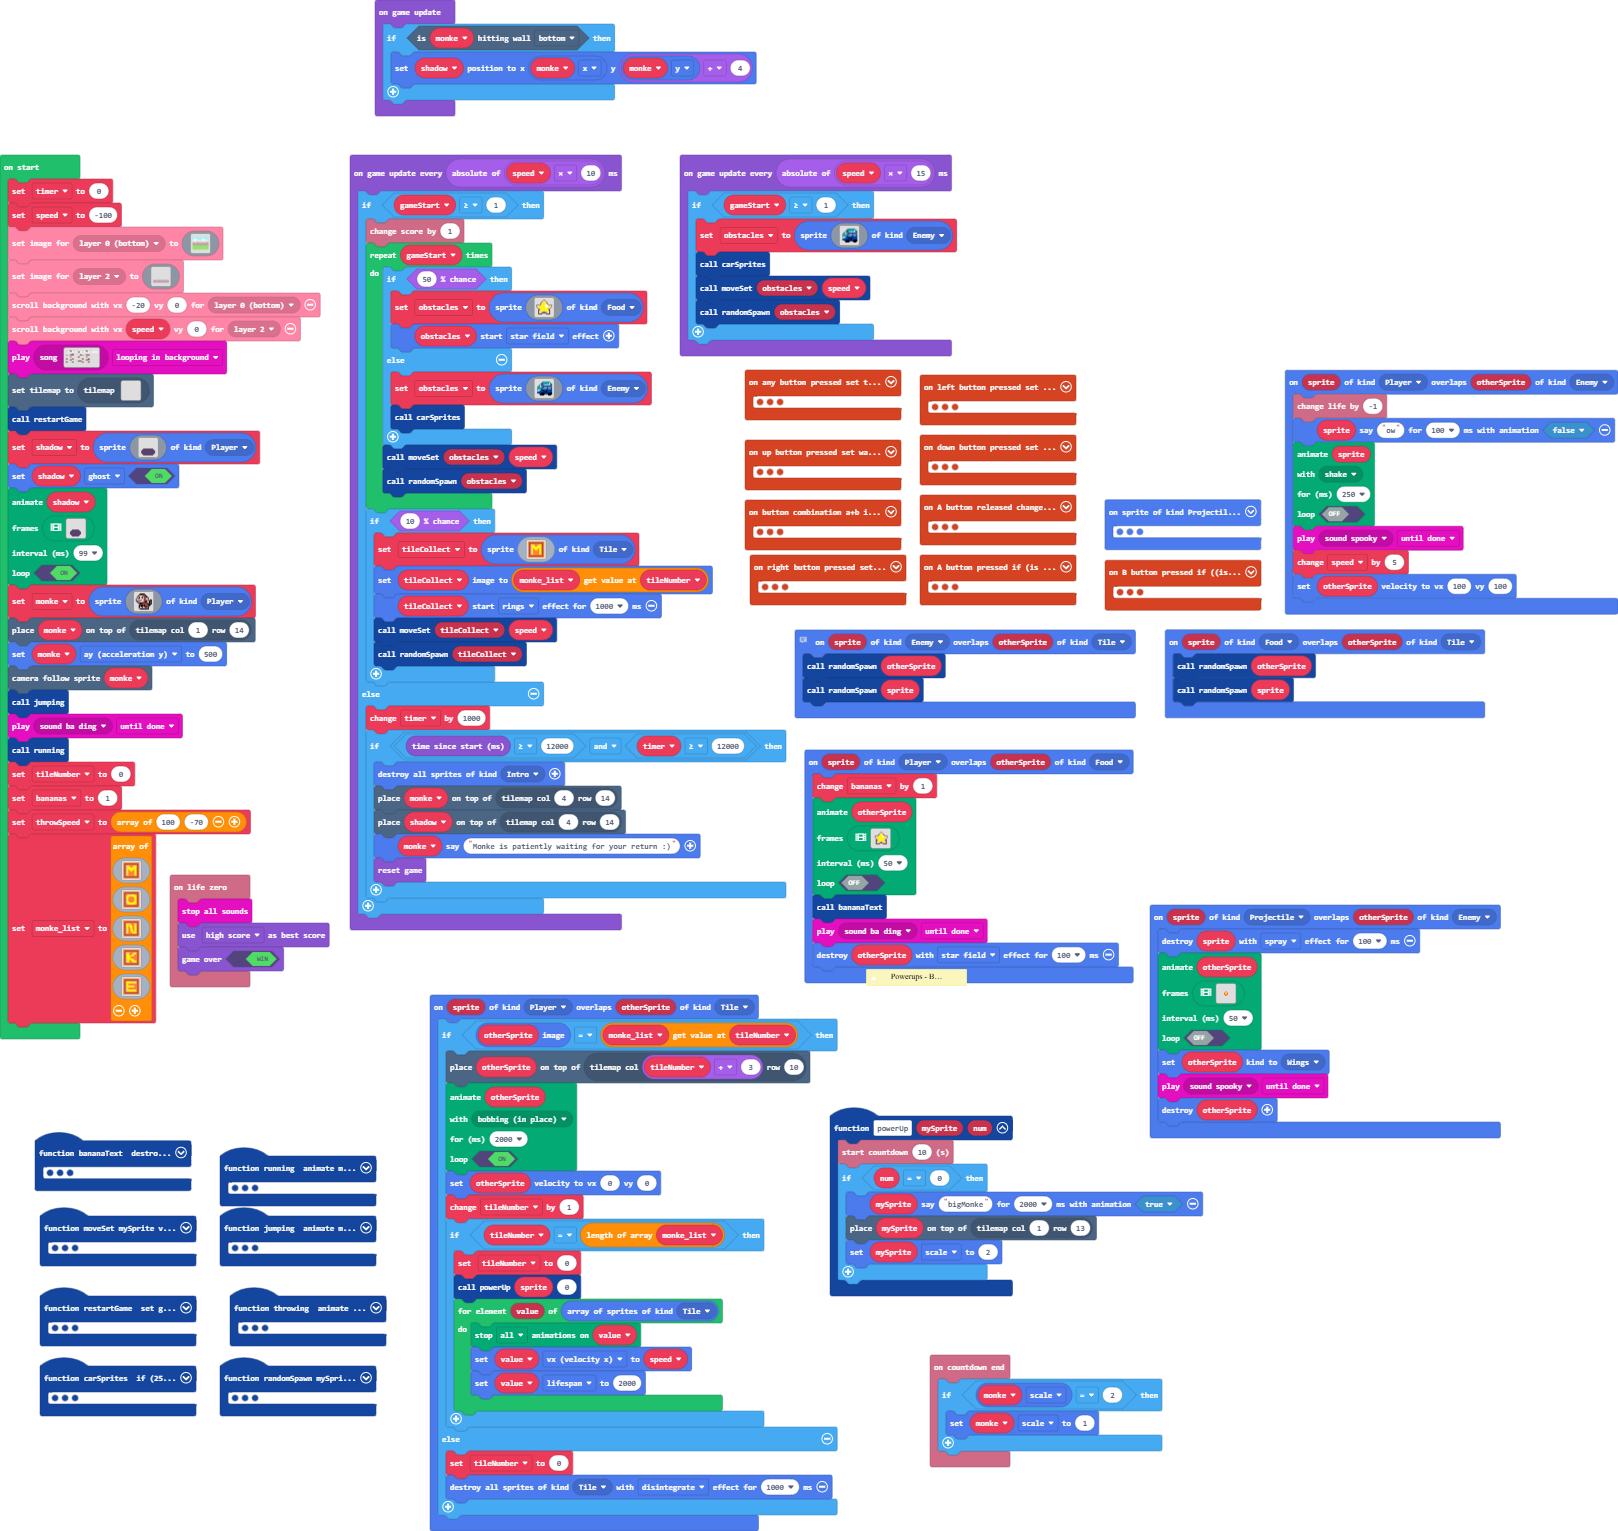 on game update
if is monke hitting wall bottom then
set shadow position to x monke x y monke y + 4
on start
set timer to 0
set speed to -100
set image for layer 0 (bottom) to
set image for layer 2 to
scroll background with vx -20 vy 0 for layer 0 (bottom)
scroll background with vx speed vy 0 for layer 2
play song looping in background
set tilemap to tilemap
call restartGame
set shadow to sprite of kind Player
set shadow ghost ON
animate shadow
frames
interval (ms) 99
loop ON
set monke to sprite of kind Player
place monke on top of tilemap col 1 row 14
set monke ay (acceleration y) to 500
camera follow sprite monke
call jumping
play sound ba ding until done
call running
set tileNumber to 0
set bananas to 1
set throwSpeed to array of 100 -70
set monke_list to array of
M
O
N
K
E
on life zero
stop all sounds
use high score as best score
game over WIN
on game update every absolute of speed × 10 ms
if gameStart ≥ 1 then
change score by 1
repeat gameStart times
do if 50 % chance then
set obstacles to sprite of kind Food
obstacles start star field effect
else
set obstacles to sprite of kind Enemy
call carSprites
call moveSet obstacles speed
call randomSpawn obstacles
if 10 % chance then
set tileCollect to sprite M of kind Tile
set tileCollect image to monke_list get value at tileNumber
tileCollect start rings effect for 1000 ms
call moveSet tileCollect speed
call randomSpawn tileCollect
else
change timer by 1000
if time since start (ms) ≥ 12000 and timer ≥ 12000 then
destroy all sprites of kind Intro
place monke on top of tilemap col 4 row 14
place shadow on top of tilemap col 4 row 14
monke say "Monke is patiently waiting for your return :)"
reset game
on game update every absolute of speed × 15 ms
if gameStart ≥ 1 then
set obstacles to sprite of kind Enemy
call carSprites
call moveSet obstacles speed
call randomSpawn obstacles
on any button pressed set t...
on left button pressed set ...
on up button pressed set wa...
on down button pressed set ...
on button combination a+b i...
on A button released change...
on right button pressed set...
on A button pressed if (is ...
on sprite of kind Projectil...
on B button pressed if ((is...
on sprite of kind Player overlaps otherSprite of kind Enemy
change life by -1
sprite say "ow" for 100 ms with animation false
animate sprite
with shake
for (ms) 250
loop OFF
play sound spooky until done
change speed by 5
set otherSprite velocity to vx 100 vy 100
on sprite of kind Enemy overlaps otherSprite of kind Tile
call randomSpawn otherSprite
call randomSpawn sprite
on sprite of kind Food overlaps otherSprite of kind Tile
call randomSpawn otherSprite
call randomSpawn sprite
on sprite of kind Player overlaps otherSprite of kind Food
change bananas by 1
animate otherSprite
frames
interval (ms) 50
loop OFF
call bananaText
play sound ba ding until done
destroy otherSprite with star field effect for 100 ms
Powerups - B...
on sprite of kind Projectile overlaps otherSprite of kind Enemy
destroy sprite with spray effect for 100 ms
animate otherSprite
frames
interval (ms) 50
loop OFF
set otherSprite kind to Wings
play sound spooky until done
destroy otherSprite
on sprite of kind Player overlaps otherSprite of kind Tile
if otherSprite image = monke_list get value at tileNumber then
place otherSprite on top of tilemap col tileNumber + 3 row 10
animate otherSprite
with bobbing (in place)
for (ms) 2000
loop ON
set otherSprite velocity to vx 0 vy 0
change tileNumber by 1
if tileNumber = length of array monke_list then
set tileNumber to 0
call powerUp sprite 0
for element value of array of sprites of kind Tile
do stop all animations on value
set value vx (velocity x) to speed
set value lifespan to 2000
else
set tileNumber to 0
destroy all sprites of kind Tile with disintegrate effect for 1000 ms
function powerUp mySprite num
start countdown 10 (s)
if num = 0 then
mySprite say "bigMonke" for 2000 ms with animation true
place mySprite on top of tilemap col 1 row 13
set mySprite scale to 2
on countdown end
if monke scale = 2 then
set monke scale to 1
function bananaText destro...
function running animate m...
function moveSet mySprite v...
function jumping animate m...
function restartGame set g...
function throwing animate ...
function carSprites if (25...
function randomSpawn mySpri...